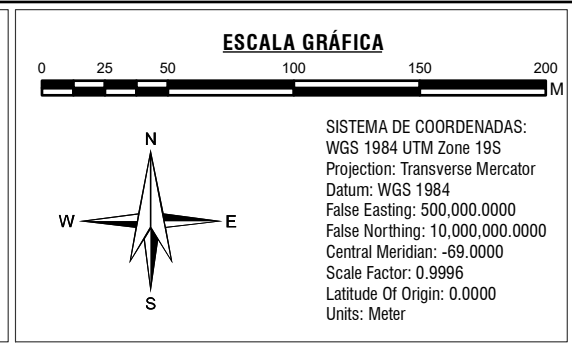 ESCALA GRÁFICA
0 25 50 100 150 200
M
N
W E
S
SISTEMA DE COORDENADAS:
WGS 1984 UTM Zone 19S
Projection: Transverse Mercator
Datum: WGS 1984
False Easting: 500,000.0000
False Northing: 10,000,000.0000
Central Meridian: -69.0000
Scale Factor: 0.9996
Latitude Of Origin: 0.0000
Units: Meter